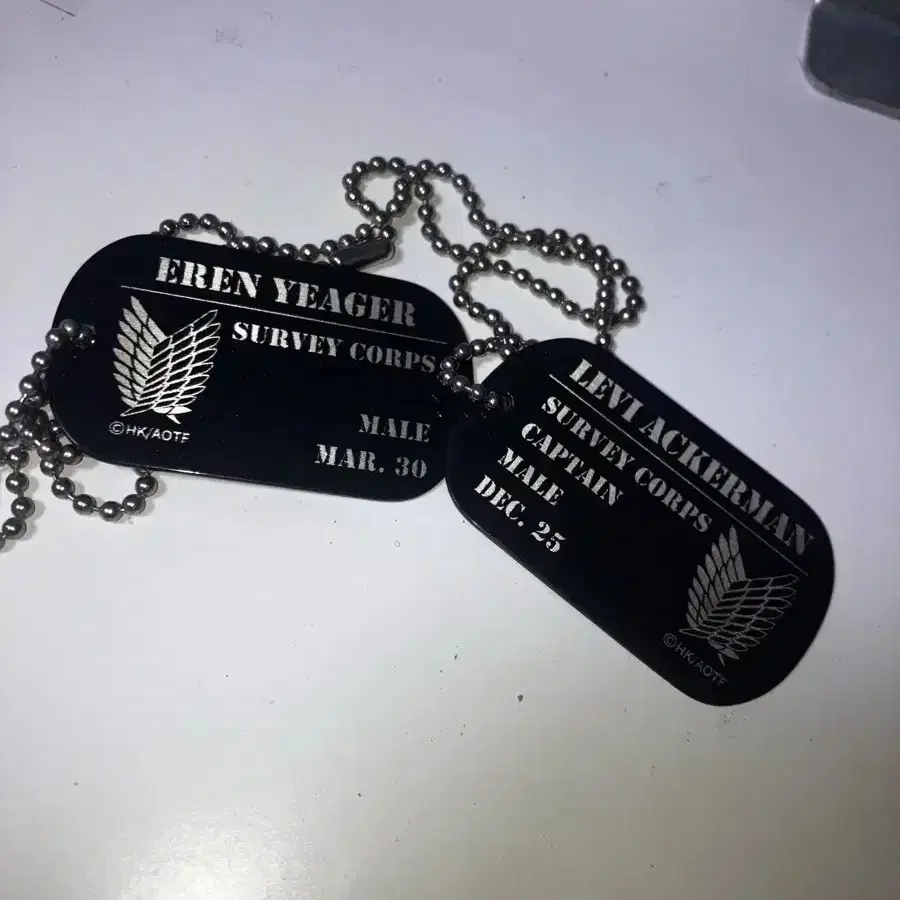 EREN YEAGER
SURVEY CORPS
MALE
MAR. 30
©HK/AOTF
LEVI ACKERMAN
SURVEY CORPS
CAPTAIN
MALE
DEC. 25
©HK/AOTF